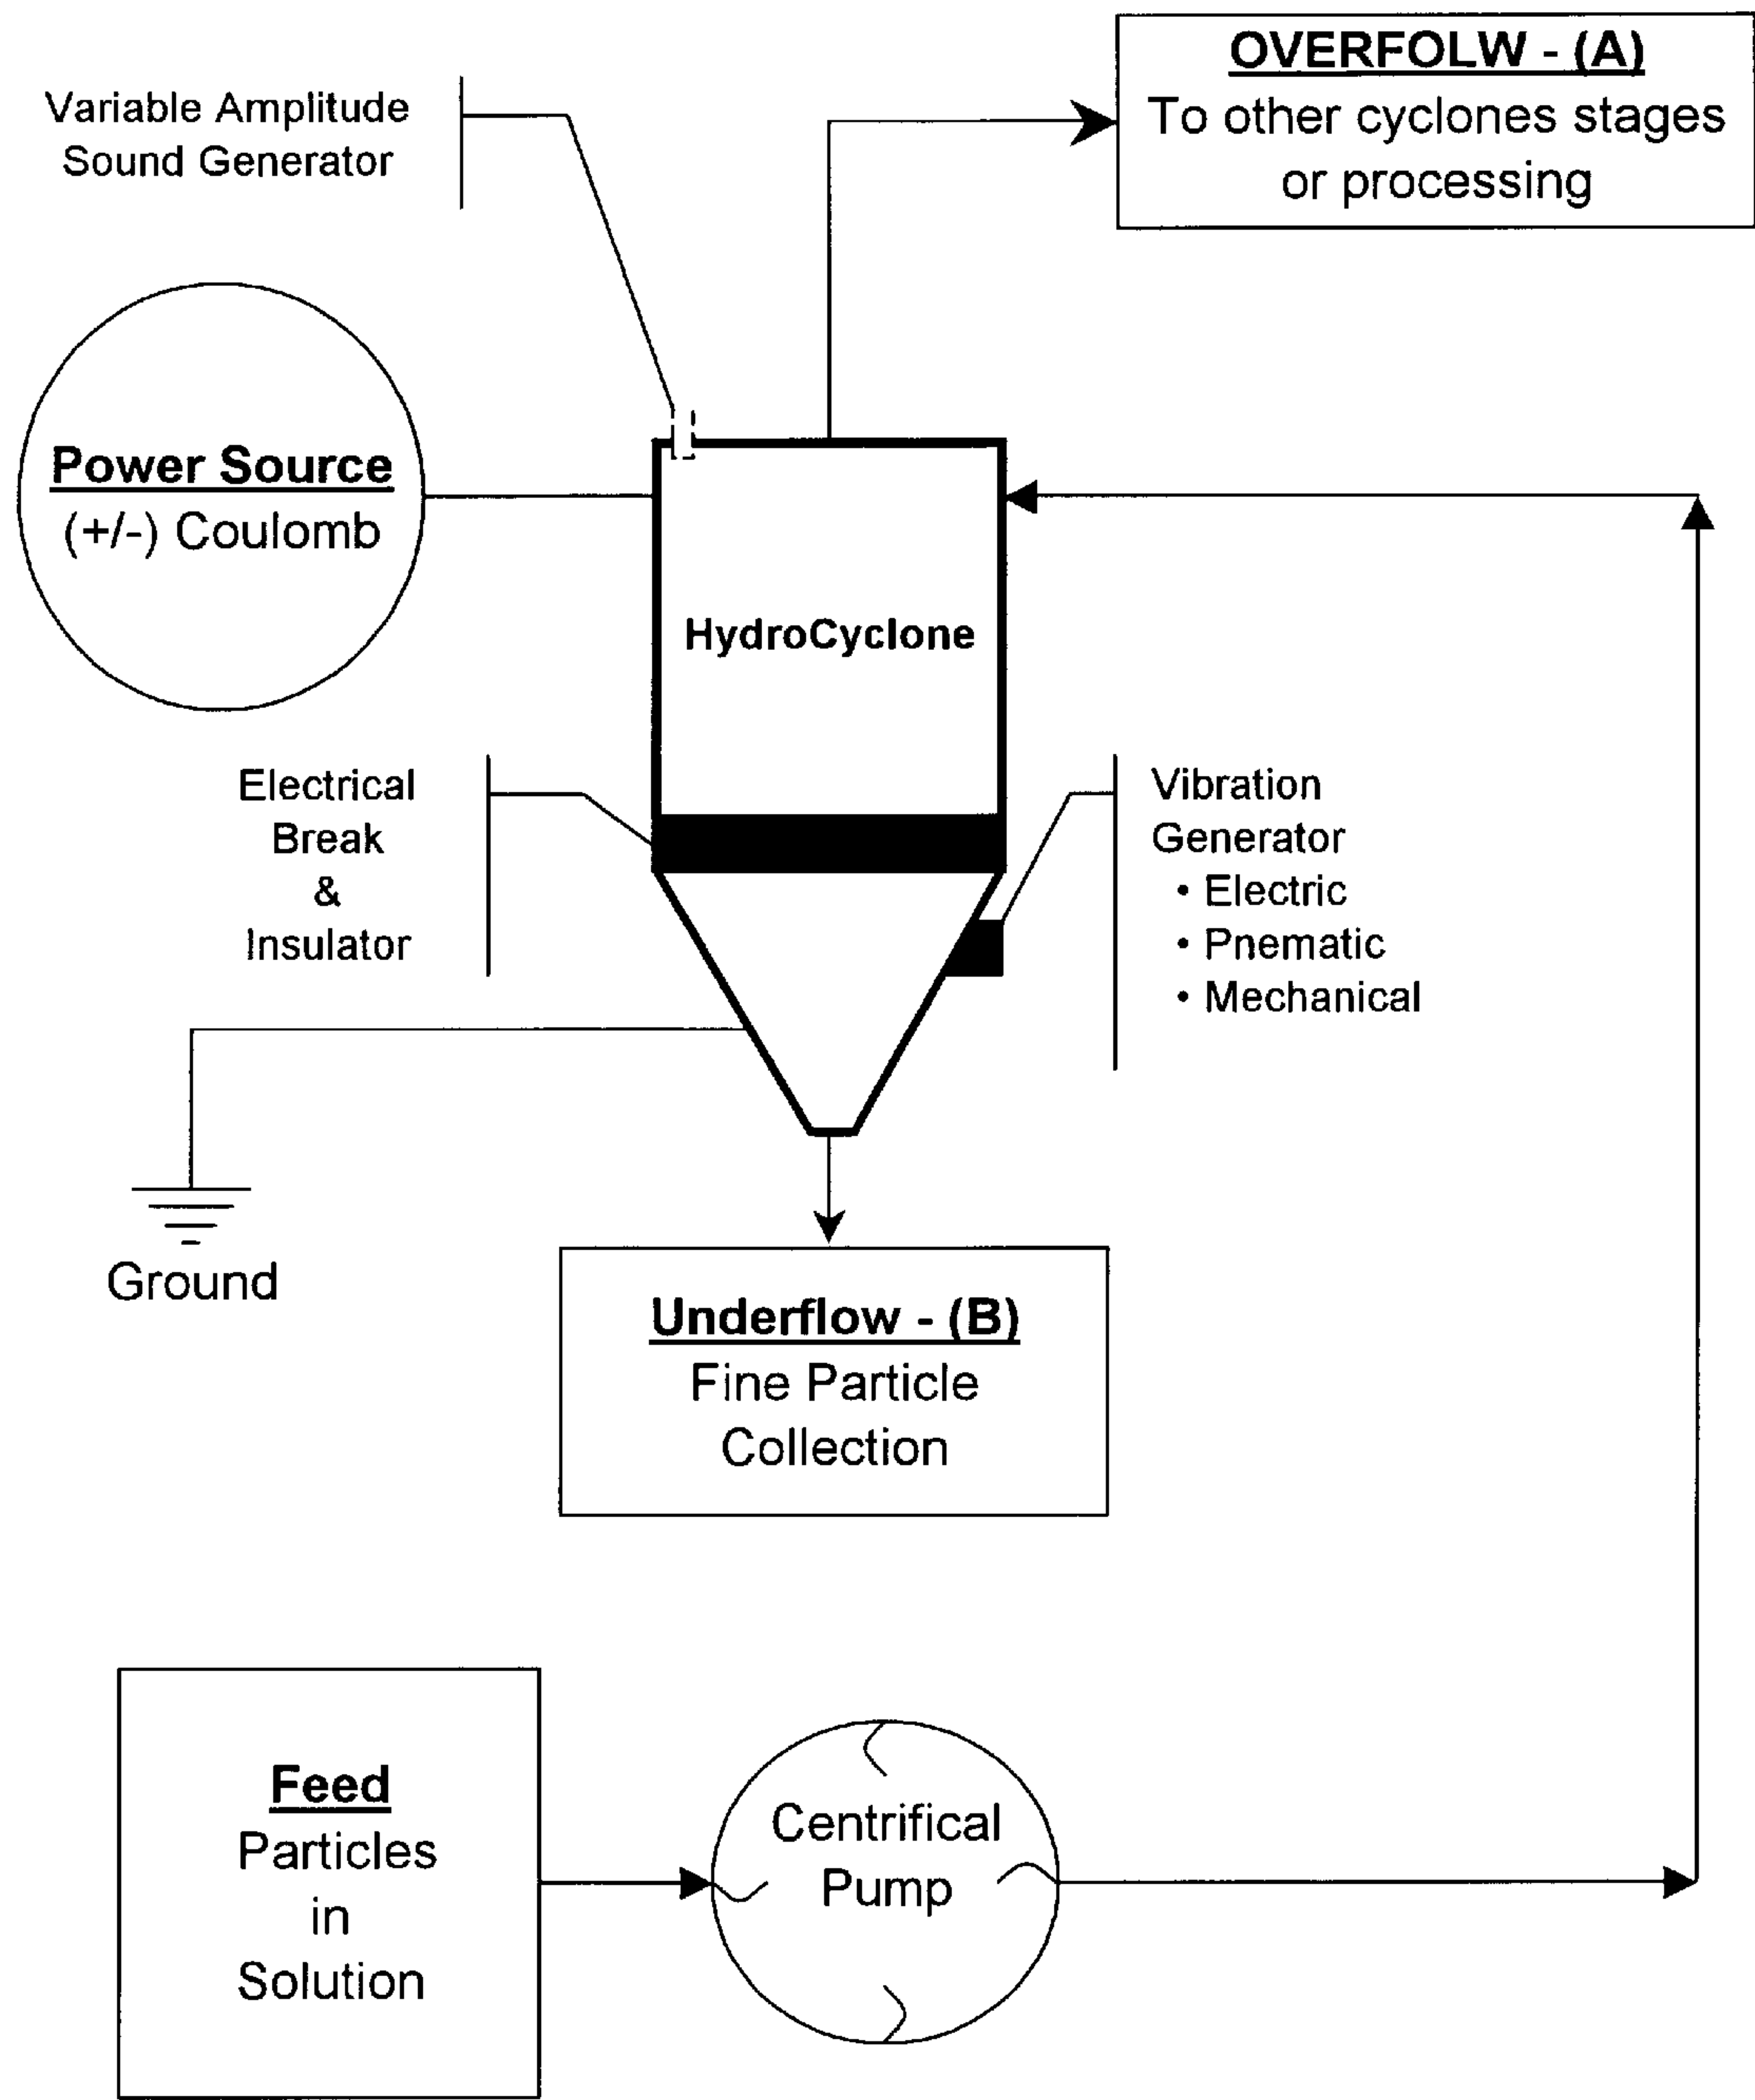 OVERFOLW - (A)
To other cyclones stages
or processing
Variable Amplitude
Sound Generator
Power Source
(+/-) Coulomb
HydroCyclone
Electrical
Break
&
Insulator
Vibration
Generator
• Electric
• Pnematic
• Mechanical
Ground
Underflow - (B)
Fine Particle
Collection
Feed
Particles
in
Solution
Centrifical
Pump